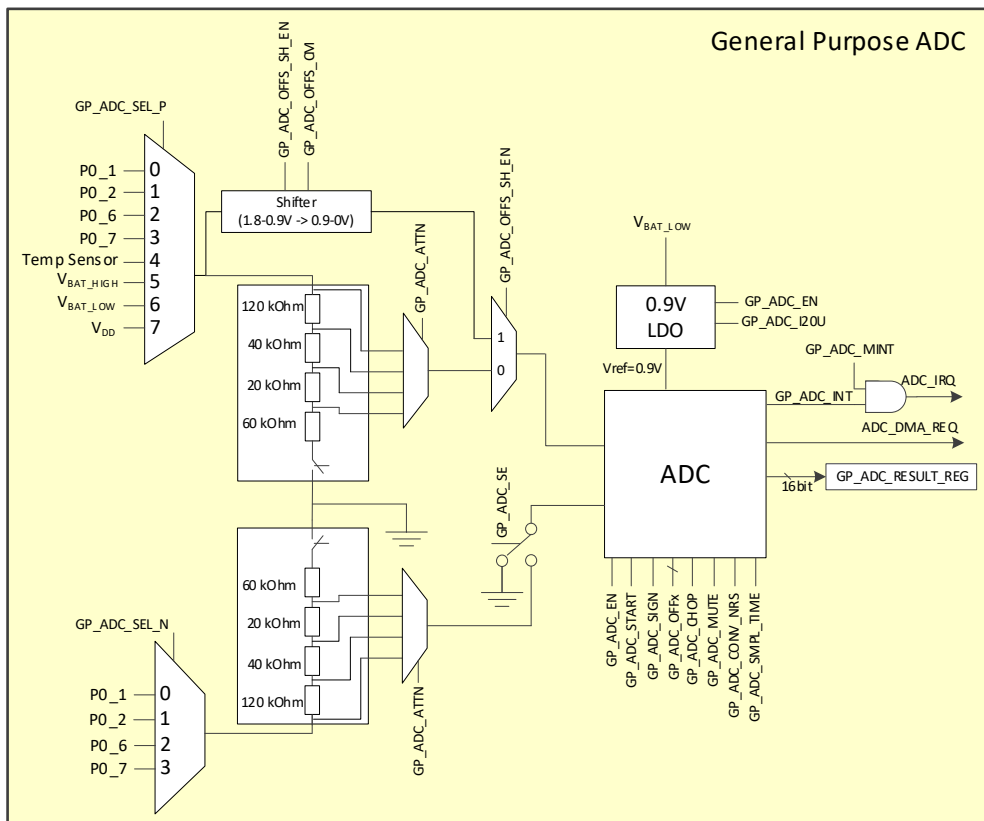 General Purpose ADC
GP_ADC_OFFS_SH_EN
GP_ADC_OFFS_CM
GP_ADC_SEL_P
P0_1
0
P0_2
1
P0_6
2
P0_7
3
Temp Sensor
4
VBAT_HIGH
5
VBAT_LOW
6
VDD
7
Shifter
(1.8-0.9V -> 0.9-0V)
GP_ADC_ATTN
GP_ADC_OFFS_SH_EN
1
0
120 kOhm
40 kOhm
20 kOhm
60 kOhm
VBAT_LOW
0.9V
LDO
GP_ADC_EN
GP_ADC_I20U
Vref=0.9V
GP_ADC_MINT
GP_ADC_INT
ADC_IRQ
ADC_DMA_REQ
ADC
16bit
GP_ADC_RESULT_REG
GP_ADC_SE
60 kOhm
20 kOhm
40 kOhm
120 kOhm
GP_ADC_ATTN
GP_ADC_SEL_N
P0_1
0
P0_2
1
P0_6
2
P0_7
3
GP_ADC_EN
GP_ADC_START
GP_ADC_SIGN
GP_ADC_OFFx
GP_ADC_CHOP
GP_ADC_MUTE
GP_ADC_CONV_NRS
GP_ADC_SMPL_TIME